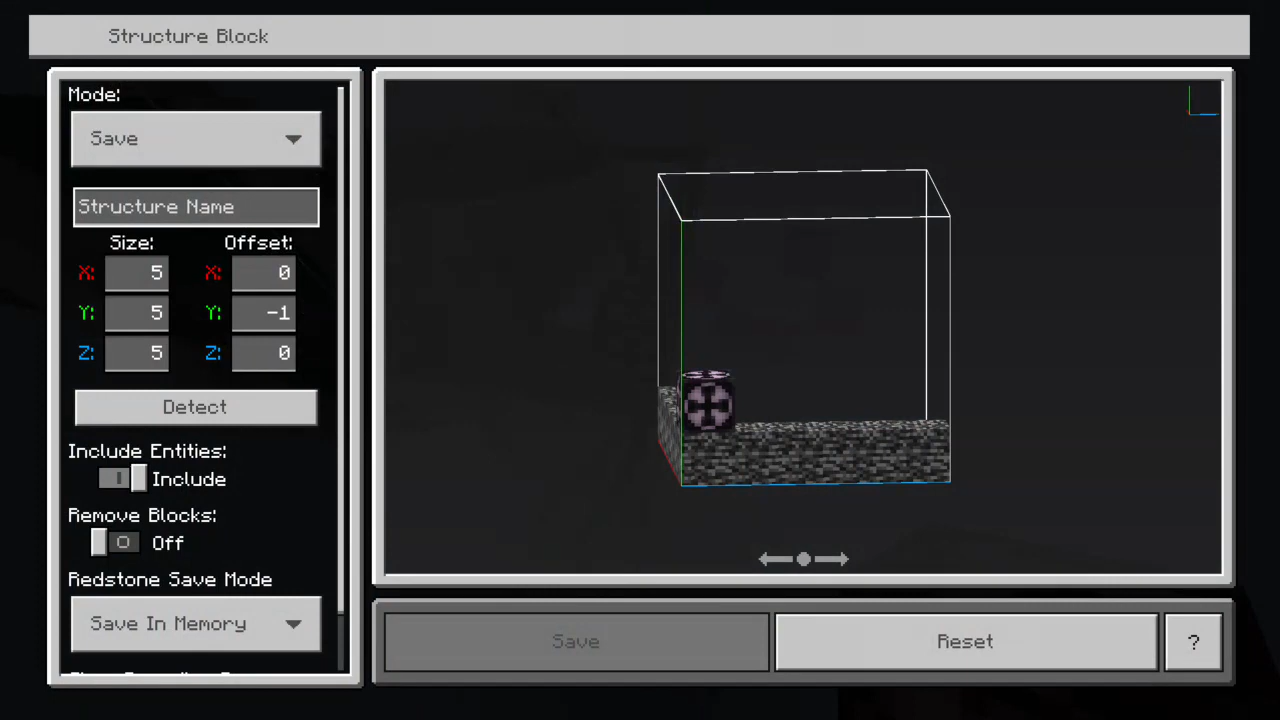 Structure Block
Mode:
Save
Structure Name
Size: Offset:
X: 5 X: 0
Y: 5 Y: -1
Z: 5 Z: 0
Detect
Include Entities:
Include
Remove Blocks:
Off
Redstone Save Mode
Save In Memory
Save Reset ?